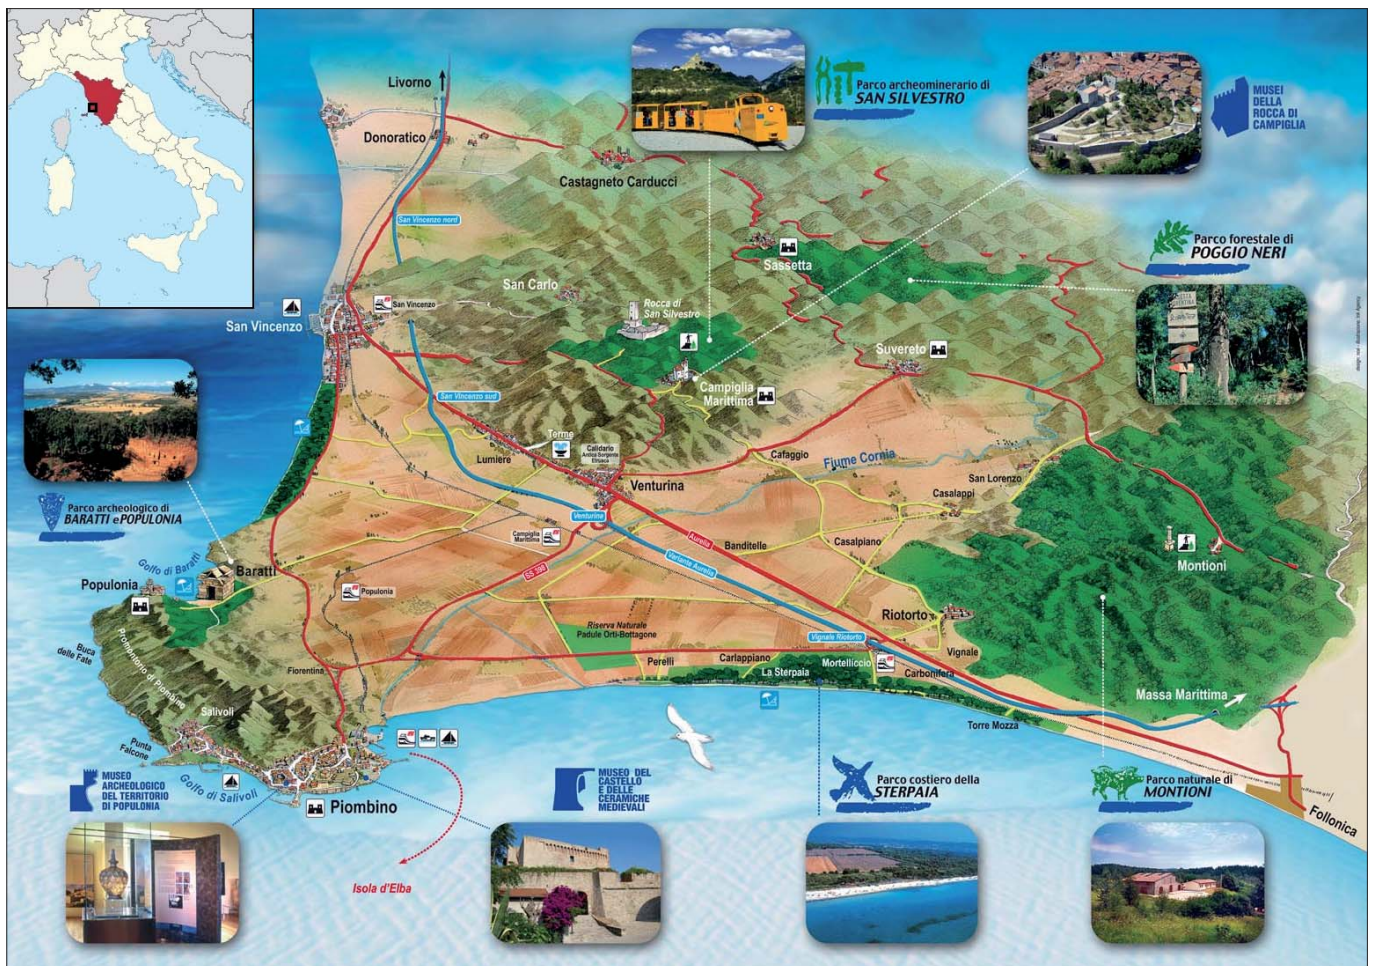 Livorno
Donoratico
Castagneto Carducci
Parco archeominerario di
SAN SILVESTRO
MUSEI
DELLA
ROCCA DI
CAMPIGLIA
San Vincenzo nord
Sassetta
Parco forestale di
POGGIO NERI
San Carlo
Rocca di
San Silvestro
San Vincenzo
San Vincenzo
Suvereto
Campiglia
Marittima
San Vincenzo sud
Terme
Calidario
Antica Sorgente
Etrusca
Lumiere
Cafaggio
Fiume Cornia
San Lorenzo
Venturina
Casalappi
Parco archeologico di
BARATTI e POPULONIA
Venturina
Campiglia
Marittima
Aurelia
Banditelle
Casalpiano
Variante Aurelia
Golfo di Baratti
Baratti
SS 398
Montioni
Populonia
Populonia
Riotorto
Riserva Naturale
Padule Orti-Bottagone
Vignale Riotorto
Buca
delle Fate
Promontorio di Piombino
Fiorentina
Perelli
Carlappiano
La Sterpaia
Mortelliccio
Carbonifera
Vignale
Massa Marittima
Salivoli
Torre Mozza
Punta
Falcone
Golfo di Salivoli
MUSEO
ARCHEOLOGICO
DEL TERRITORIO
DI POPULONIA
Piombino
MUSEO DEL
CASTELLO
E DELLE
CERAMICHE
MEDIEVALI
Parco costiero della
STERPAIA
Parco naturale di
MONTIONI
Follonica
Isola d'Elba